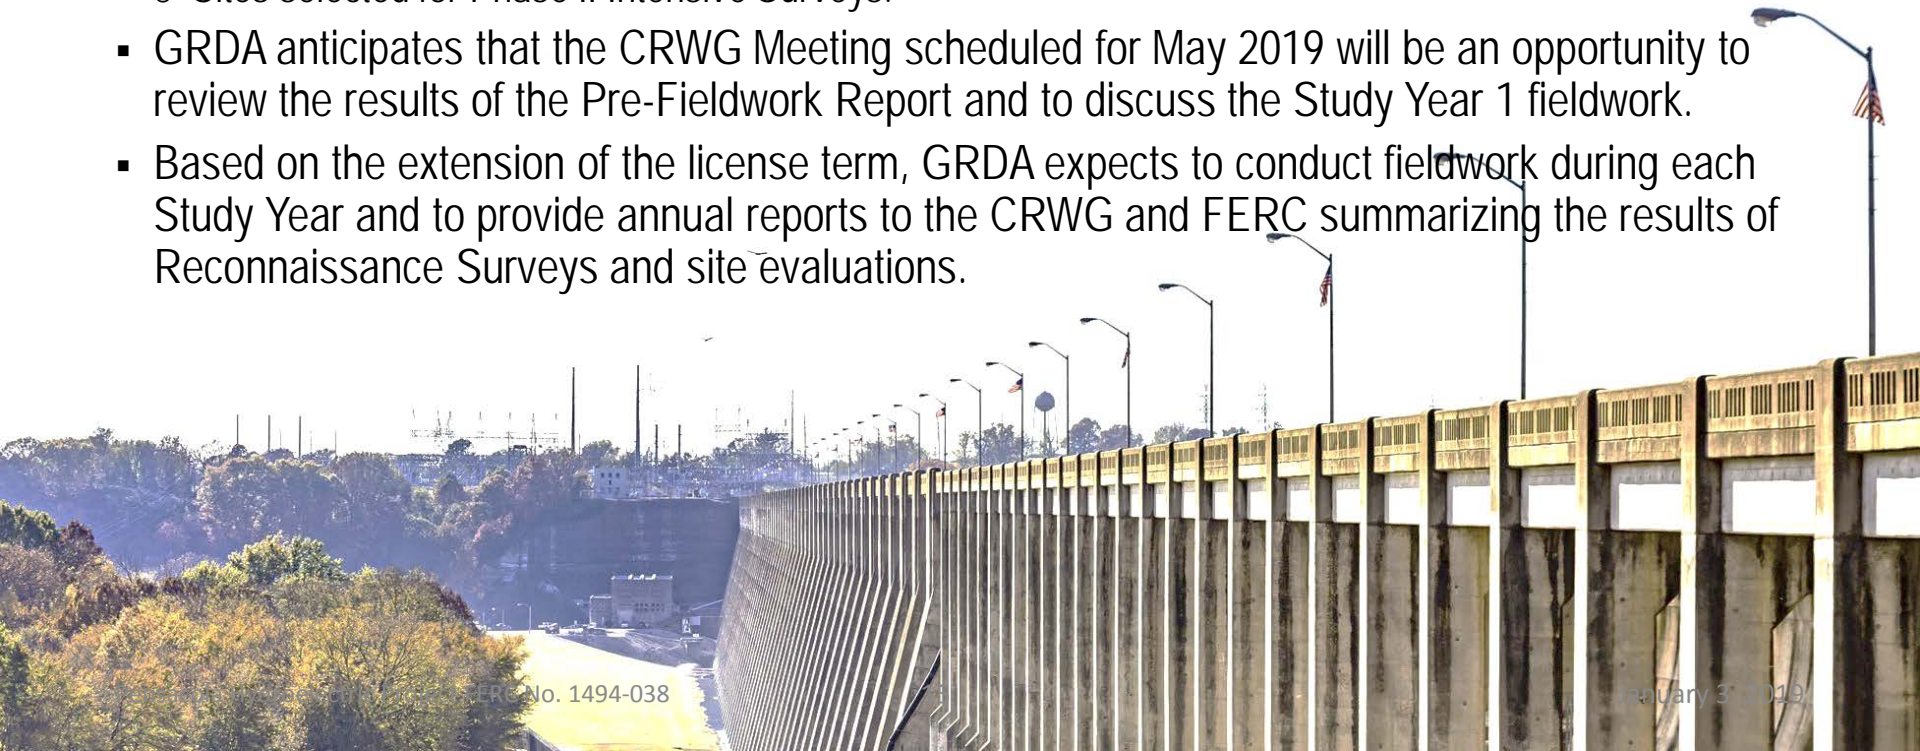 ▪ GRDA anticipates that the CRWG Meeting scheduled for May 2019 will be an opportunity to
review the results of the Pre-Fieldwork Report and to discuss the Study Year 1 fieldwork.
▪ Based on the extension of the license term, GRDA expects to conduct fieldwork during each
Study Year and to provide annual reports to the CRWG and FERC summarizing the results of
Reconnaissance Surveys and site evaluations.
FERC No. 1494-038
January 3, 2019